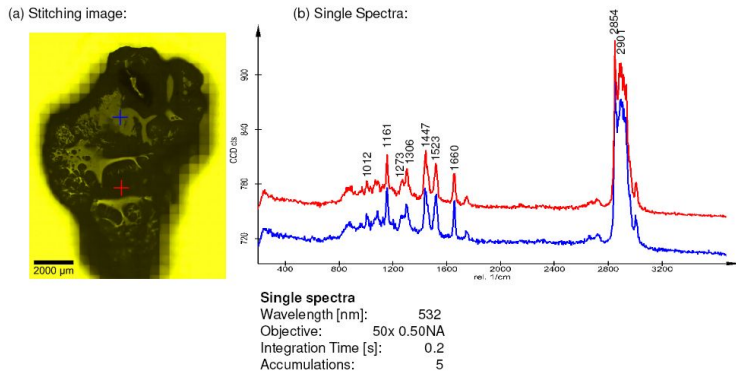 (a) Stitching image:
(b) Single Spectra:
2000 µm
CCD cts
900
840
780
720
1012
1161
1273
1306
1447
1523
1660
2854
2901
400
800
1200
1600
2000
2400
2800
3200
rel. 1/cm
Single spectra
Wavelength [nm]: 532
Objective: 50x 0.50NA
Integration Time [s]: 0.2
Accumulations: 5